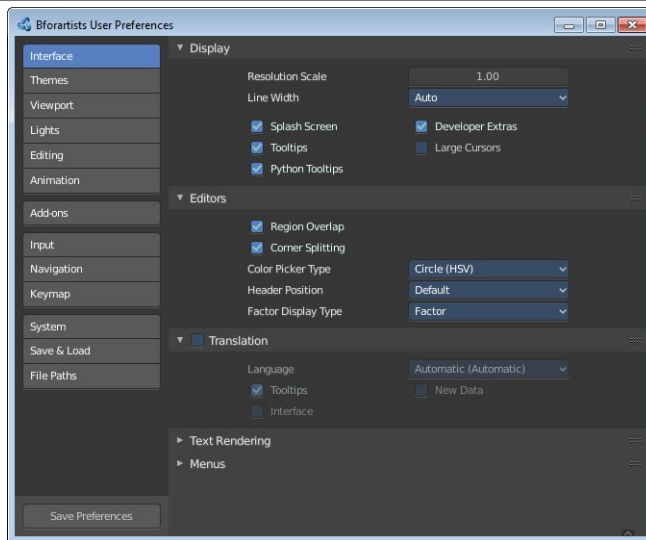 Bforartists User Preferences
Interface
Themes
Viewport
Lights
Editing
Animation
Add-ons
Input
Navigation
Keymap
System
Save & Load
File Paths
Save Preferences
Display
Resolution Scale 1.00
Line Width Auto
Splash Screen Developer Extras
Tooltips Large Cursors
Python Tooltips
Editors
Region Overlap
Corner Splitting
Color Picker Type Circle (HSV)
Header Position Default
Factor Display Type Factor
Translation
Language Automatic (Automatic)
Tooltips New Data
Interface
Text Rendering
Menus